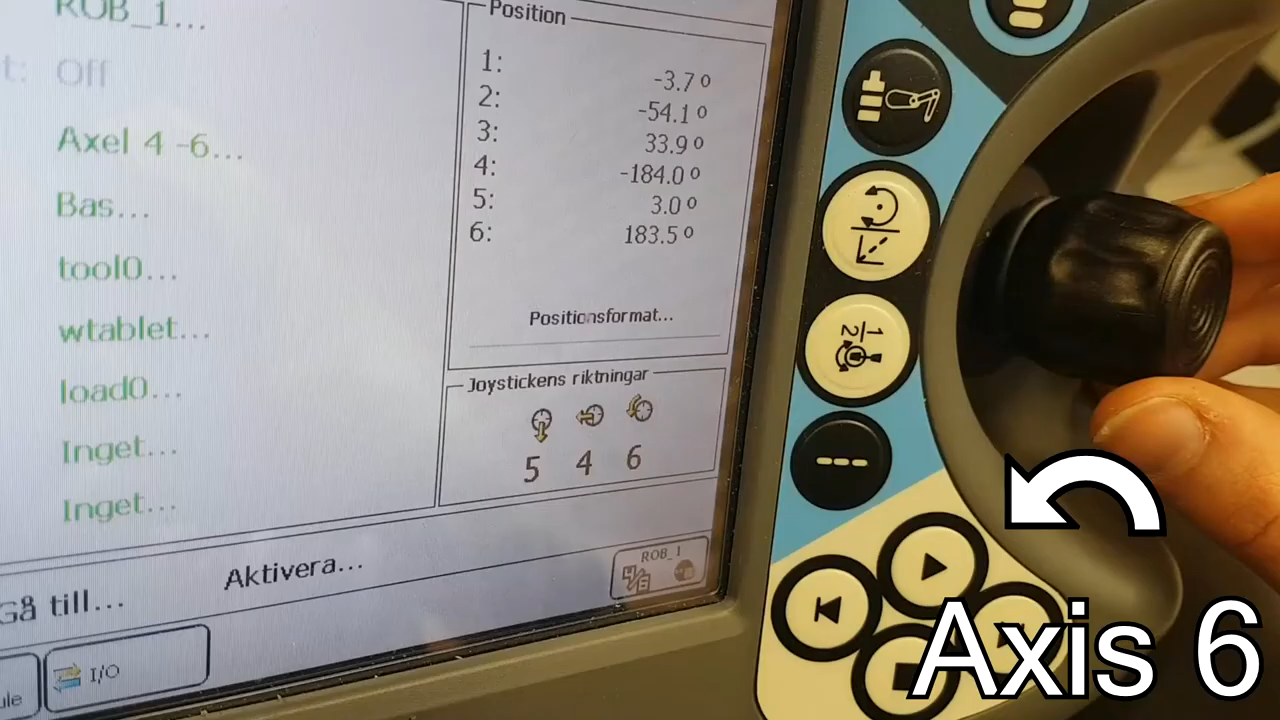 ROB_1...
t: Off
Axel 4 -6...
Bas...
tool0...
wtablet...
load0...
Inget...
Inget...
Position
1: -3.7 º
2: -54.1 º
3: 33.9 º
4: -184.0 º
5: 3.0 º
6: 183.5 º
Positionsformat...
Joystickens riktningar
5 4 6
Gå till...
Aktivera...
ROB_1
ule
I/O
1/2
Axis 6